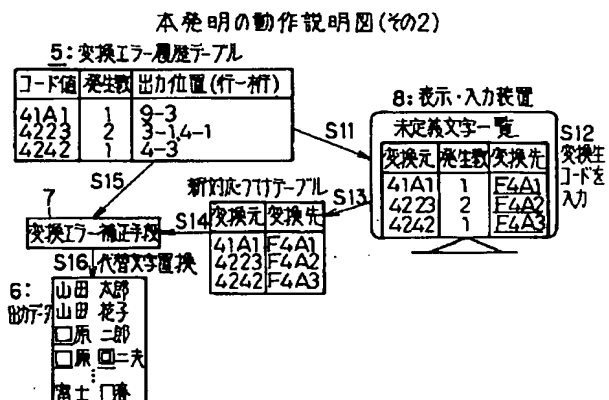 本発明の動作説明図(その2)
5:変換エラー履歴テーブル
コード値 発生数 出力位置(行一桁)
41A1 1 9-3
4223 2 3-1,4-1
4242 1 4-3
8:表示・入力装置
未定義文字一覧
変換元 発生数 変換先
41A1 1 F4A1
4223 2 F4A2
4242 1 F4A3
S11
S12
変換先
コードを
入力
S13
新対応づけテーブル
変換元 変換先
41A1 F4A1
4223 F4A2
4242 F4A3
S14
S15
7
変換エラー補正手段
S16 代替文字置換
6:
出力データ
山田 太郎
山田 花子
□原 二郎
□原 回二夫
富士